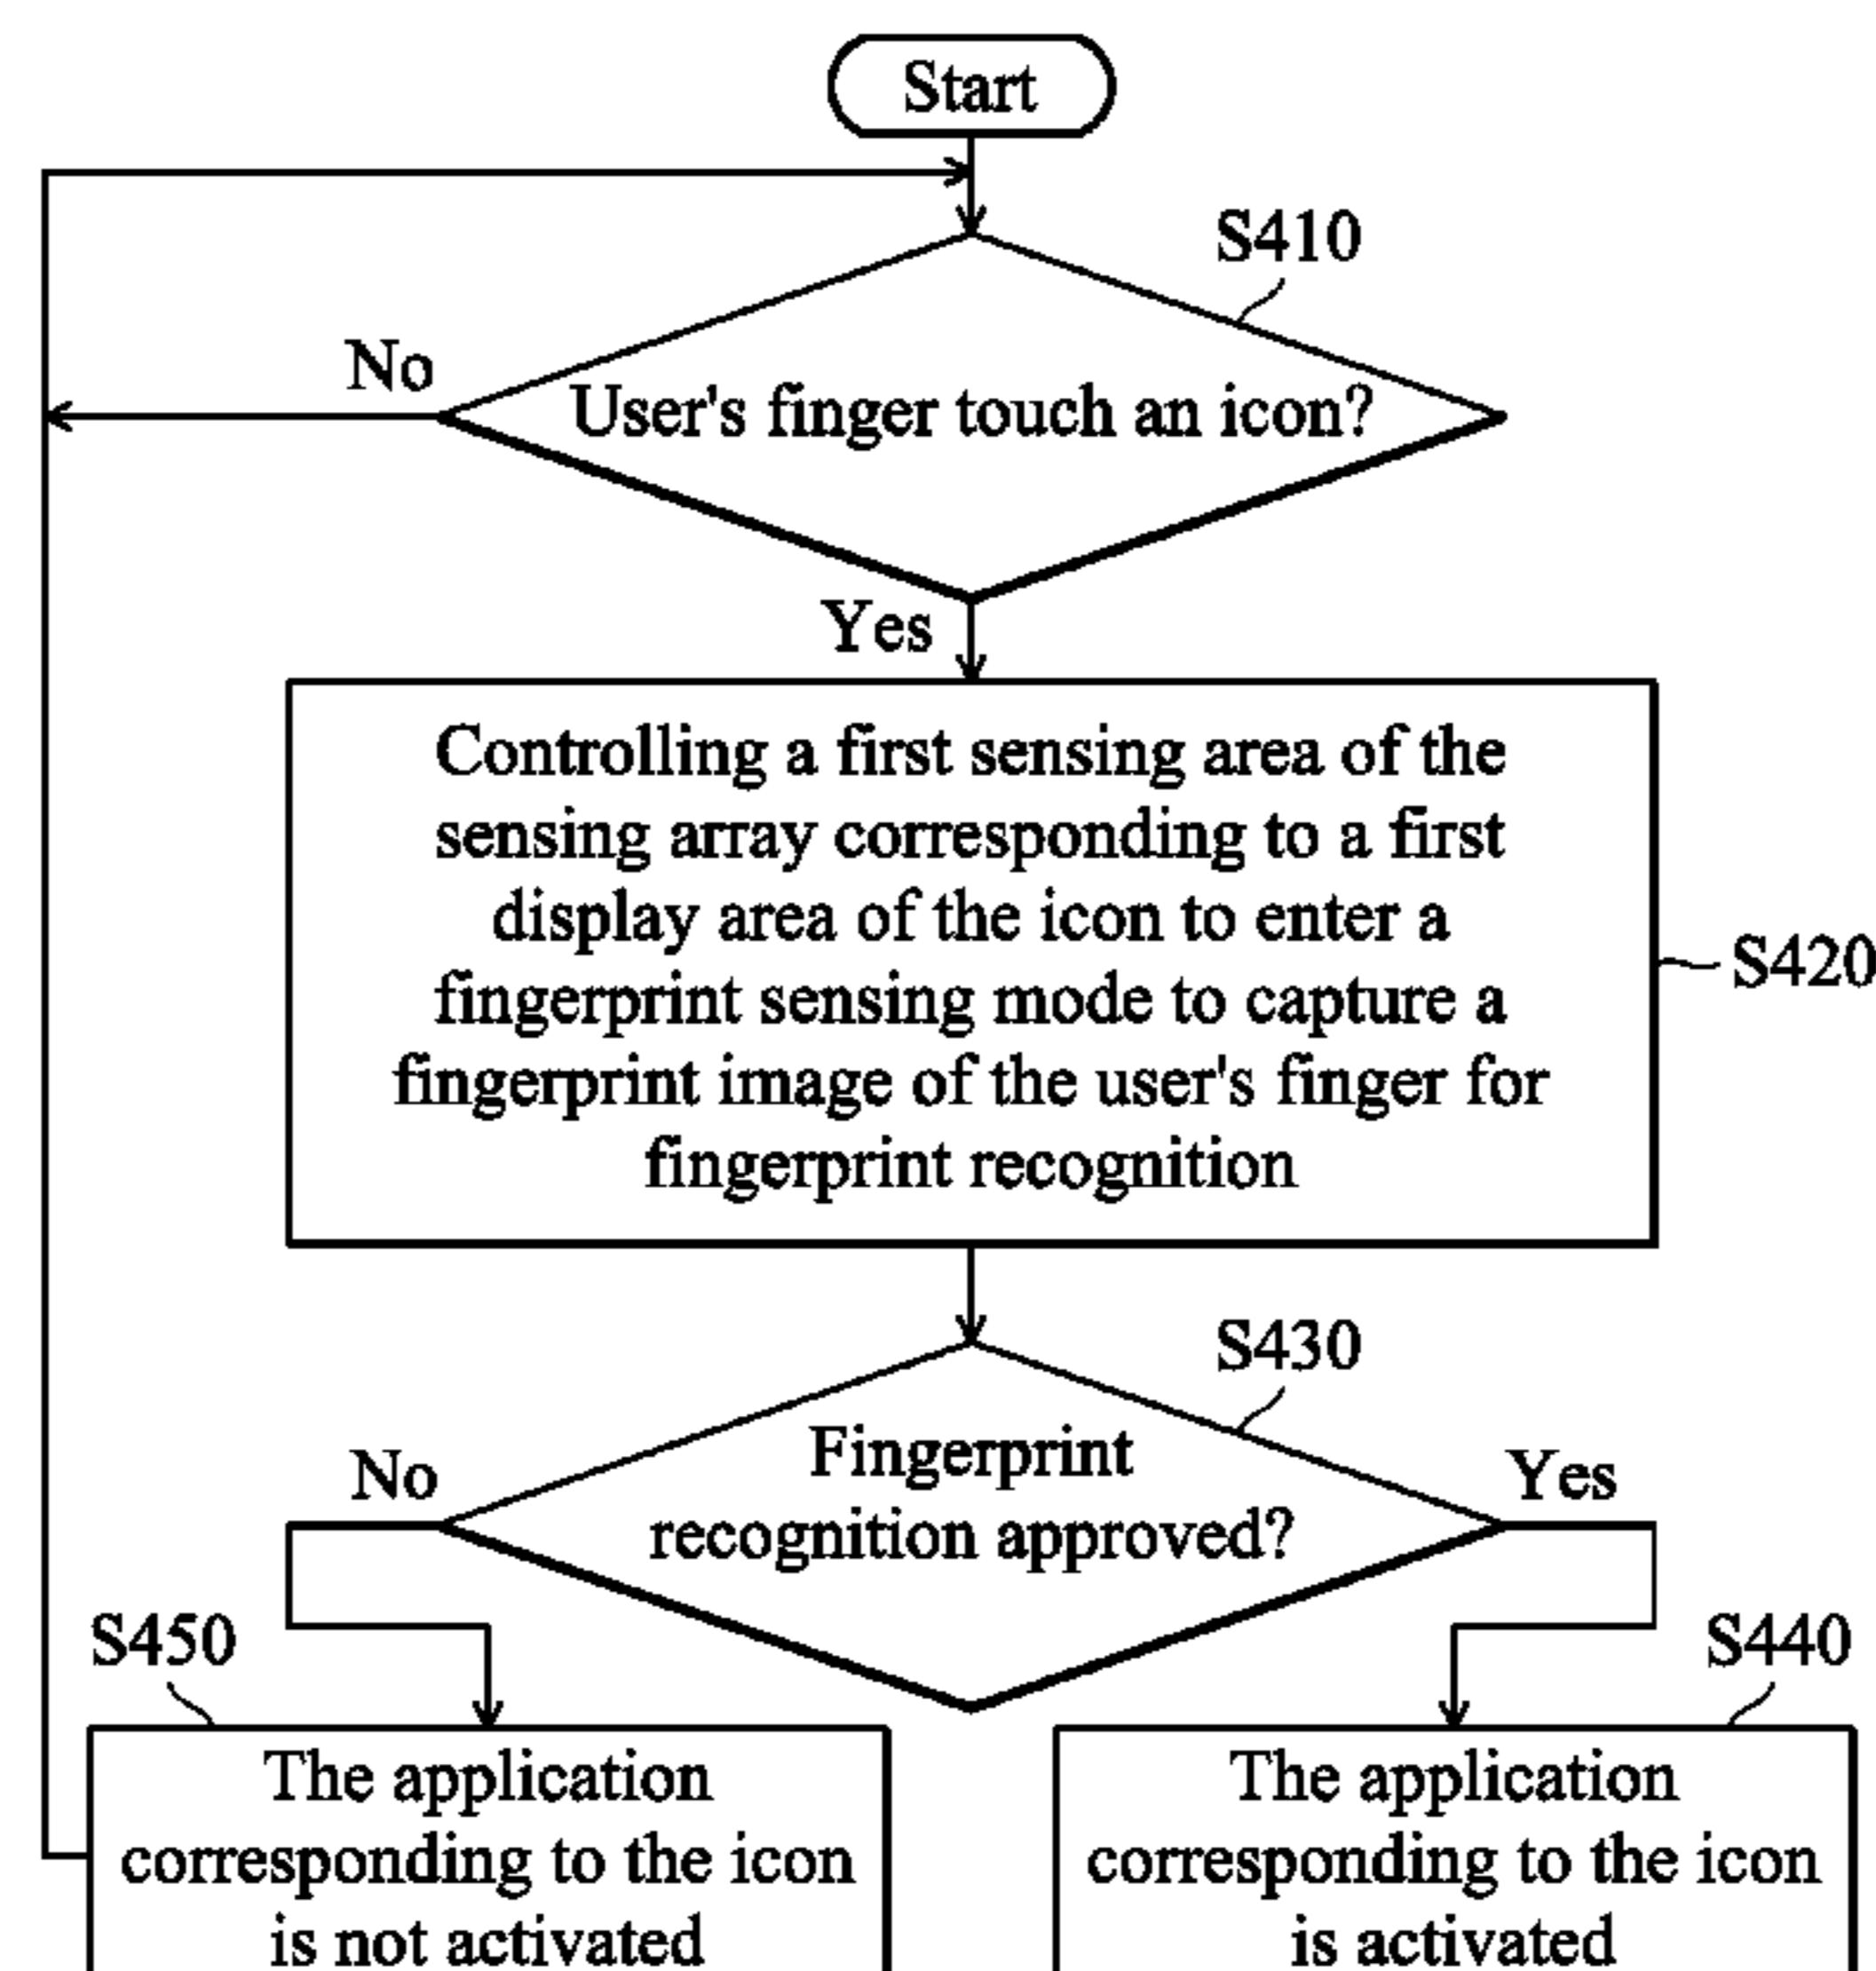 Start
S410
No
User's finger touch an icon?
Yes
Controlling a first sensing area of the
sensing array corresponding to a first
display area of the icon to enter a
fingerprint sensing mode to capture a
fingerprint image of the user's finger for
fingerprint recognition
S420
S430
No
Fingerprint
recognition approved?
Yes
S450
S440
The application
corresponding to the icon
is not activated
The application
corresponding to the icon
is activated